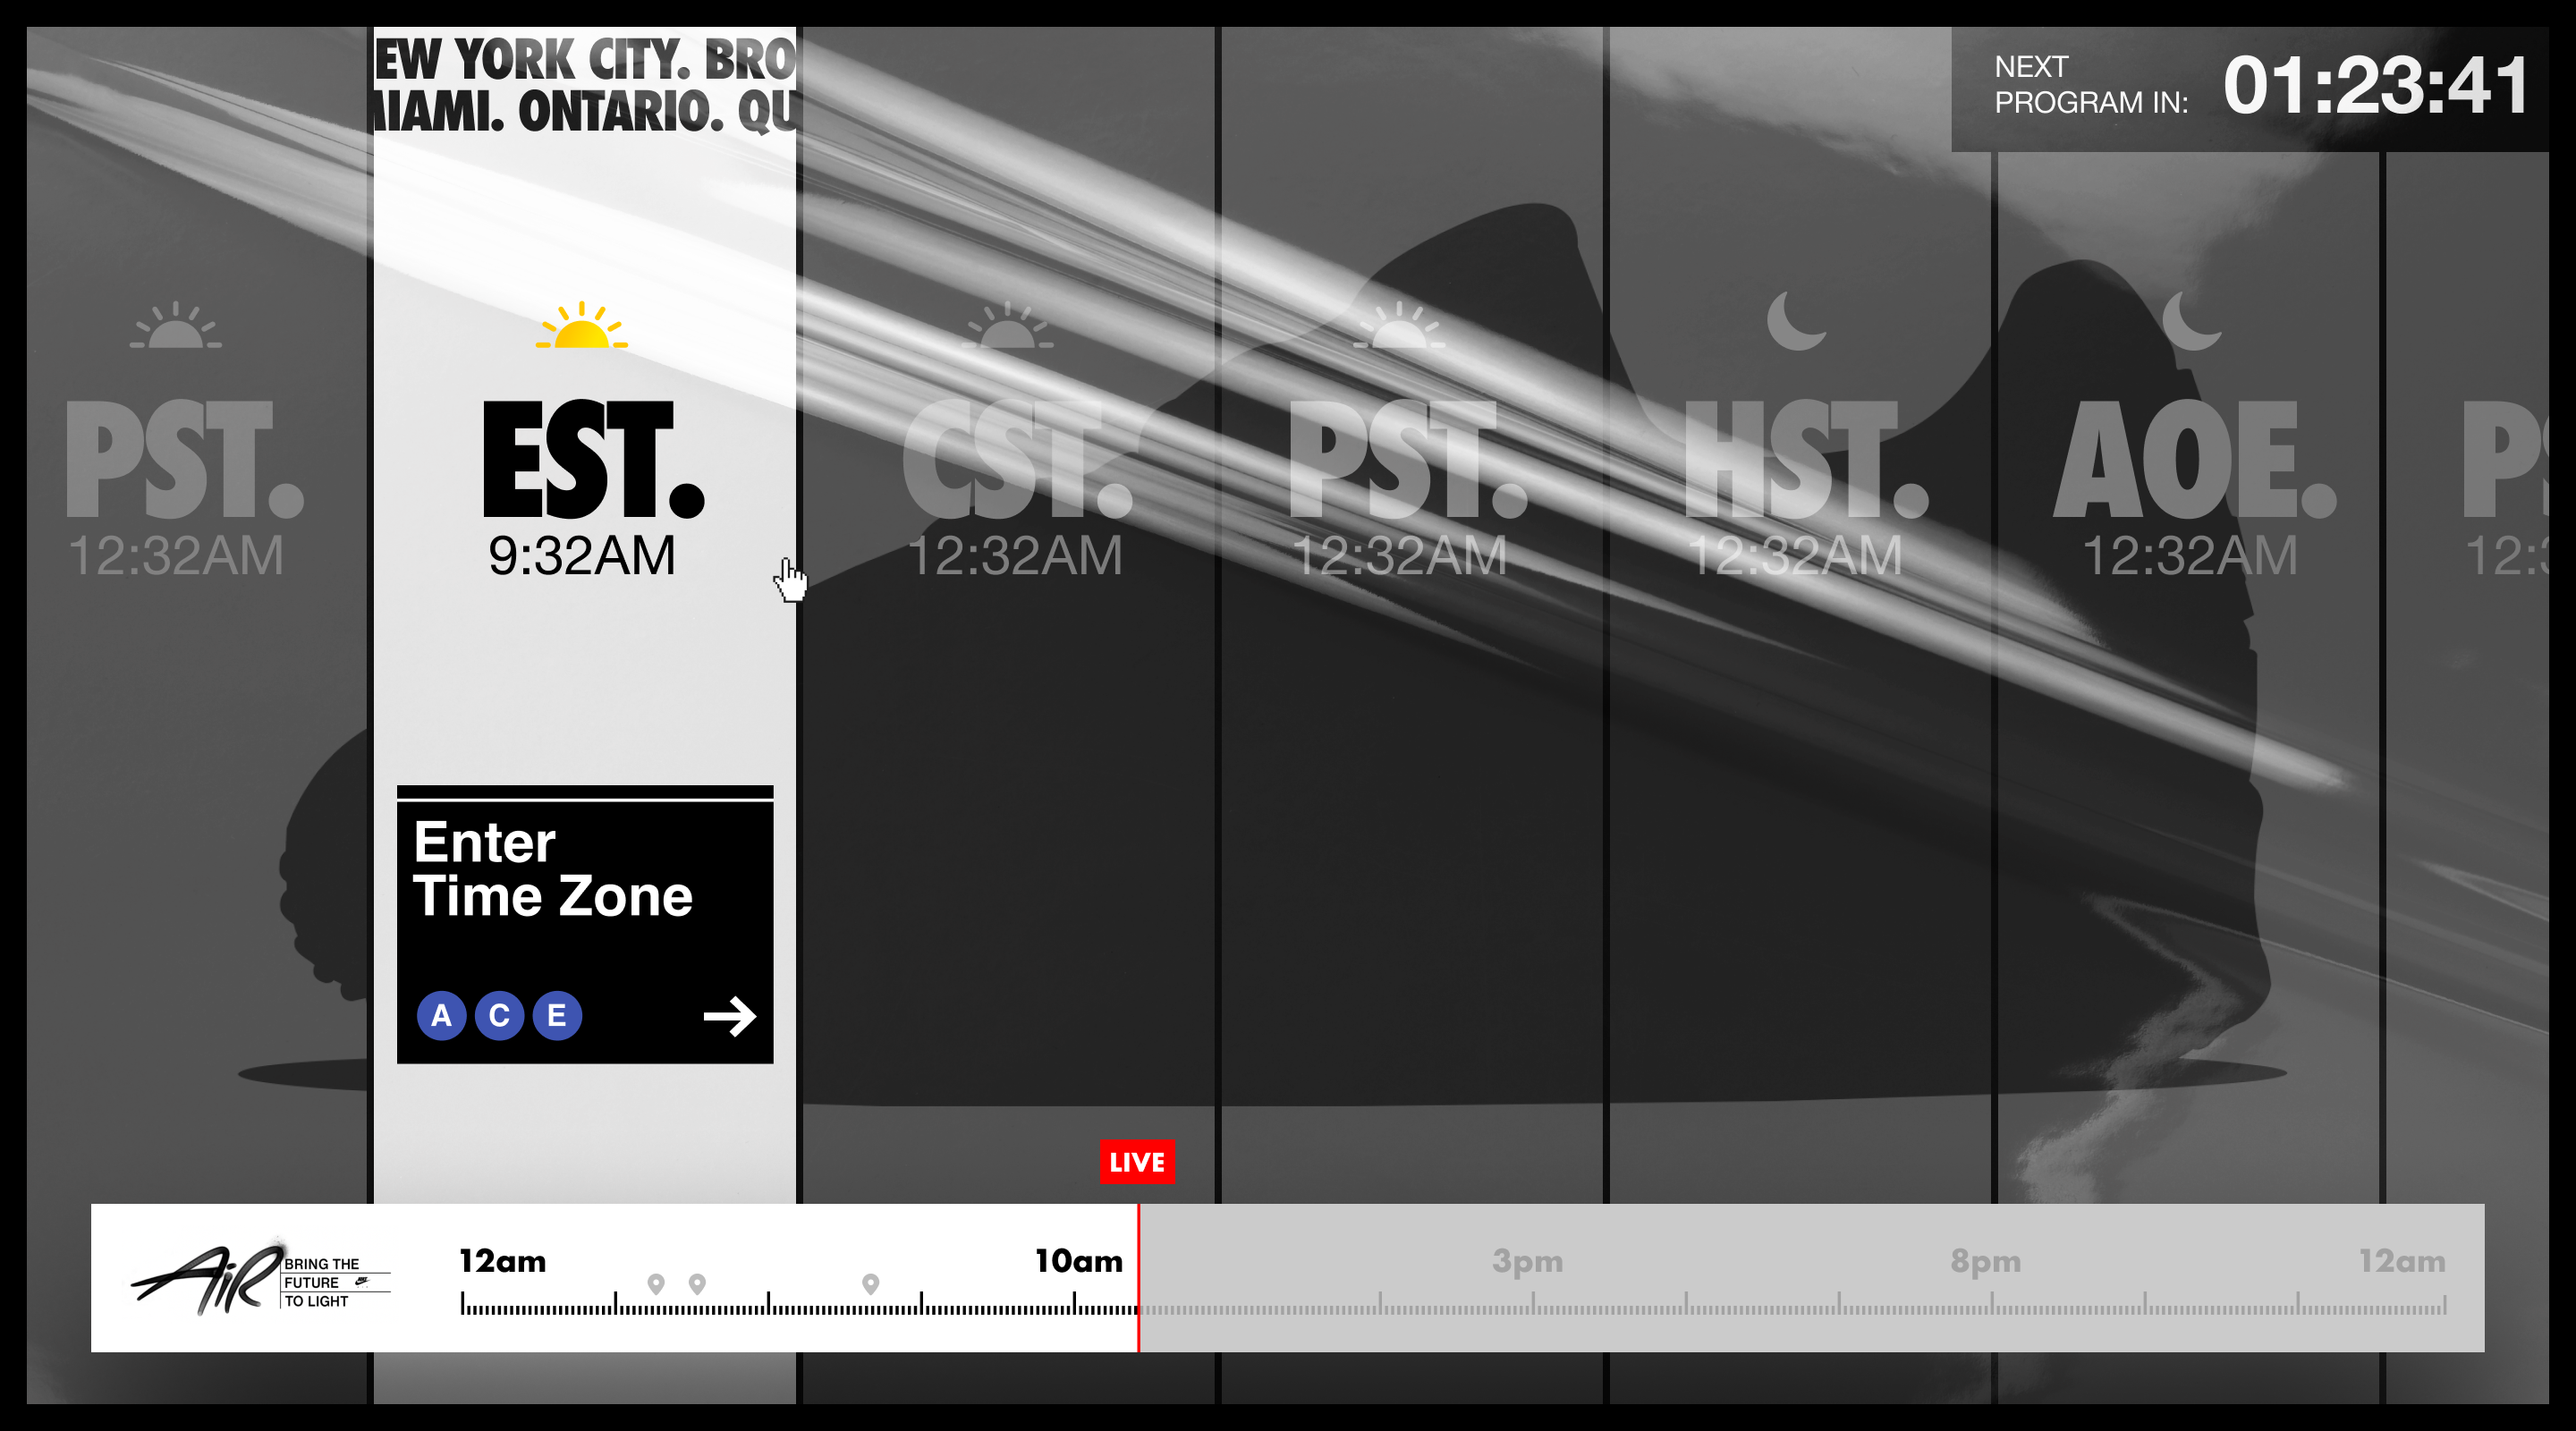 EW YORK CITY. BRO
MIAMI. ONTARIO. QU
NEXT
PROGRAM IN:
01:23:41
PST.
12:32AM
EST.
9:32AM
CST.
12:32AM
PST.
12:32AM
HST.
12:32AM
AOE.
12:32AM
PS
12:3
Enter
Time Zone
A C E
LIVE
AIR
BRING THE
FUTURE
TO LIGHT
12am
10am
3pm
8pm
12am